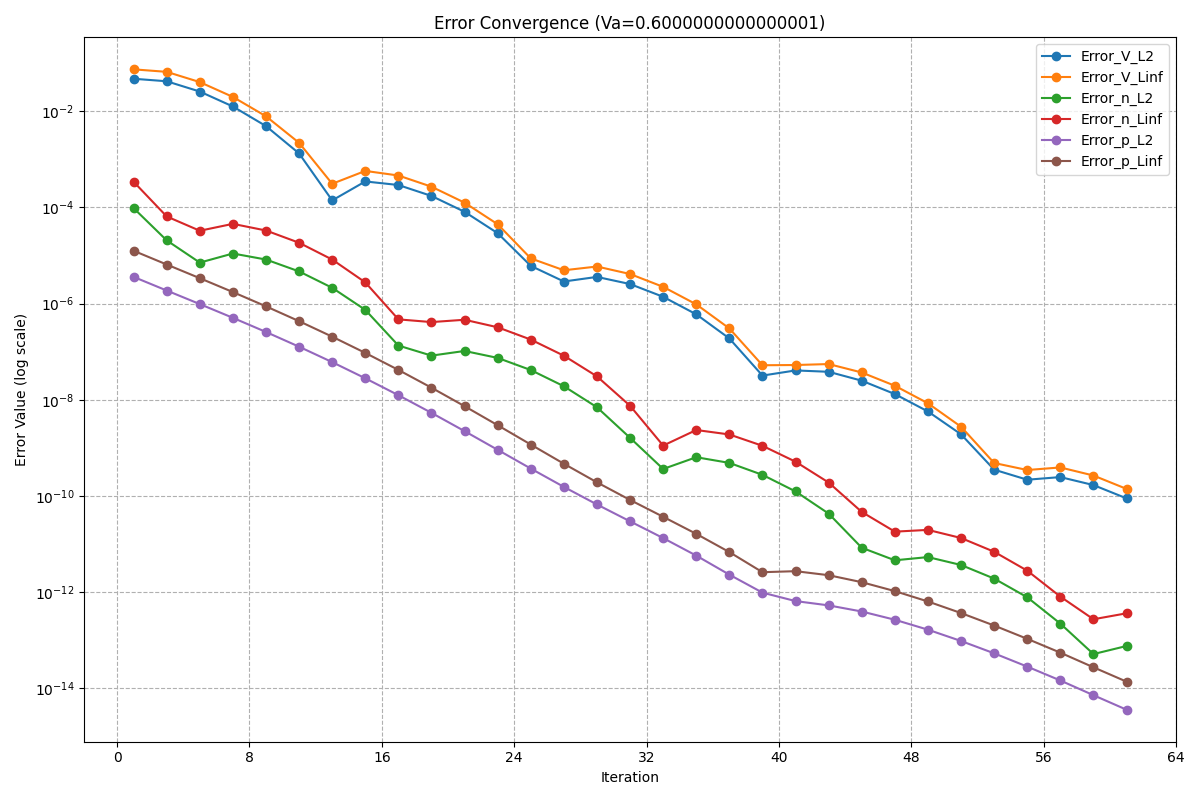 Error Convergence (Va=0.6000000000000001)
Error_V_L2
Error_V_Linf
Error_n_L2
Error_n_Linf
Error_p_L2
Error_p_Linf
Error Value (log scale)
10⁻²
10⁻⁴
10⁻⁶
10⁻⁸
10⁻¹⁰
10⁻¹²
10⁻¹⁴
0 8 16 24 32 40 48 56 64
Iteration